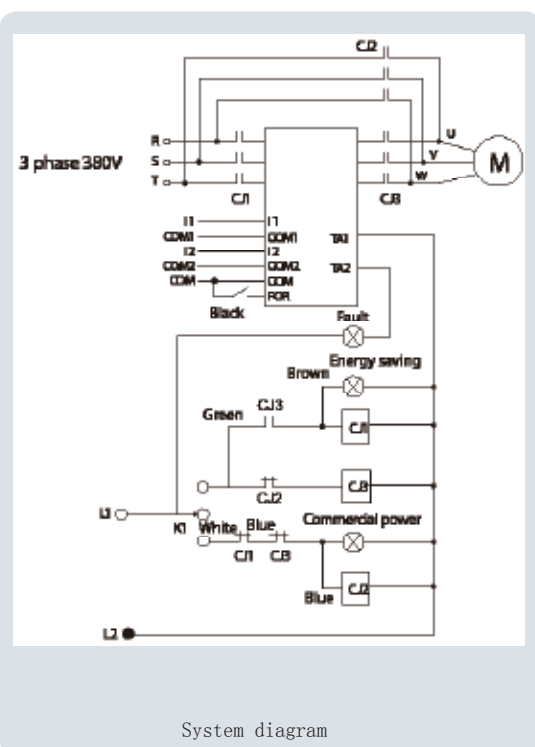 CJ2
R
U
3 phase 380V
S
V
M
T
W
CJ1
CJ3
I1 I1
COM1 COM1 TA1
I2 I2
COM2 COM2 TA2
COM COM
FOR
Black
Fault
Energy saving
Brown
CJ3
Green
CJ1
CJ3
CJ2
L1
K1 White Blue
Commercial power
CJ1 CJ3
CJ2
Blue
L2
System diagram